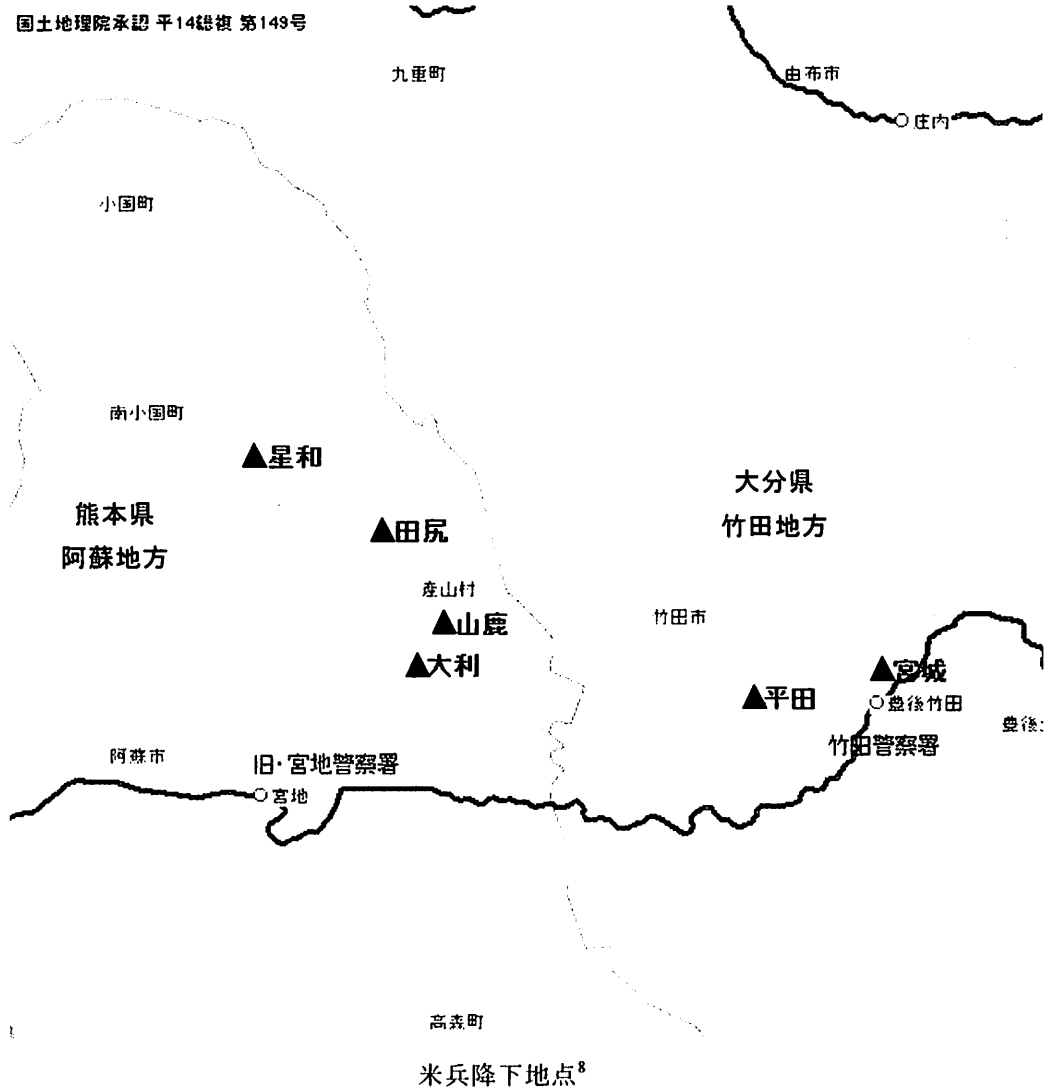 国土地理院承認 平14総複 第149号
九重町
由布市
庄内
小国町
南小国町
▲星和
大分県
竹田地方
熊本県
阿蘇地方
▲田尻
産山村
竹田市
▲山鹿
▲大利
▲宮城
▲平田
豊後竹田
豊後
竹田警察署
阿蘇市
旧・宮地警察署
宮地
高森町
米兵降下地点⁸